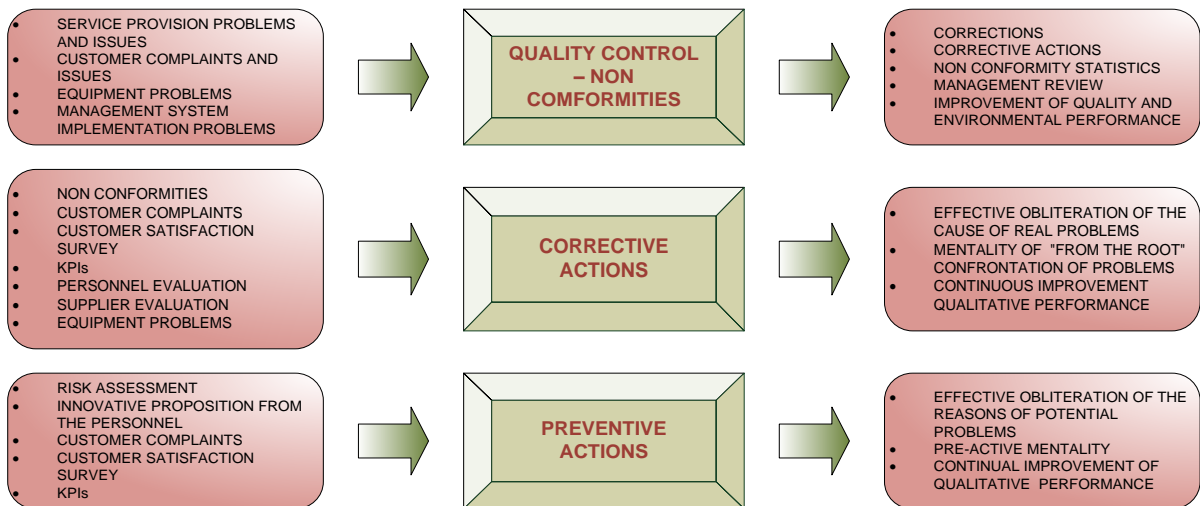 • SERVICE PROVISION PROBLEMS
AND ISSUES
• CUSTOMER COMPLAINTS AND
ISSUES
• EQUIPMENT PROBLEMS
• MANAGEMENT SYSTEM
IMPLEMENTATION PROBLEMS
QUALITY CONTROL
– NON
COMFORMITIES
• CORRECTIONS
• CORRECTIVE ACTIONS
• NON CONFORMITY STATISTICS
• MANAGEMENT REVIEW
• IMPROVEMENT OF QUALITY AND
ENVIRONMENTAL PERFORMANCE
• NON CONFORMITIES
• CUSTOMER COMPLAINTS
• CUSTOMER SATISFACTION
SURVEY
• KPIs
• PERSONNEL EVALUATION
• SUPPLIER EVALUATION
• EQUIPMENT PROBLEMS
CORRECTIVE
ACTIONS
• EFFECTIVE OBLITERATION OF THE
CAUSE OF REAL PROBLEMS
• MENTALITY OF "FROM THE ROOT"
CONFRONTATION OF PROBLEMS
• CONTINUOUS IMPROVEMENT
QUALITATIVE PERFORMANCE
• RISK ASSESSMENT
• INNOVATIVE PROPOSITION FROM
THE PERSONNEL
• CUSTOMER COMPLAINTS
• CUSTOMER SATISFACTION
SURVEY
• KPIs
PREVENTIVE
ACTIONS
• EFFECTIVE OBLITERATION OF THE
REASONS OF POTENTIAL
PROBLEMS
• PRE-ACTIVE MENTALITY
• CONTINUAL IMPROVEMENT OF
QUALITATIVE PERFORMANCE